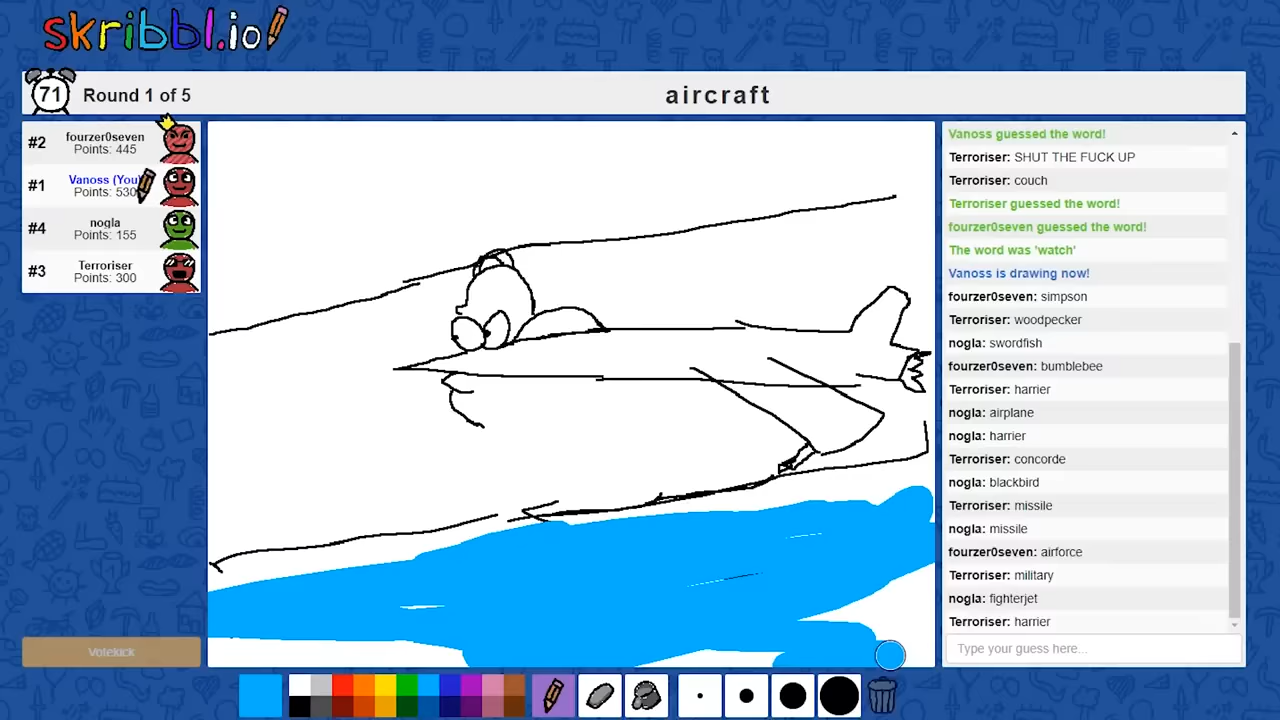 skribbl.io
71
Round 1 of 5
aircraft
#2
fourzer0seven
Points: 445
#1
Vanoss (You)
Points: 530
#4
nogla
Points: 155
#3
Terroriser
Points: 300
Votekick
Vanoss guessed the word!
Terroriser: SHUT THE FUCK UP
Terroriser: couch
Terroriser guessed the word!
fourzer0seven guessed the word!
The word was 'watch'
Vanoss is drawing now!
fourzer0seven: simpson
Terroriser: woodpecker
nogla: swordfish
fourzer0seven: bumblebee
Terroriser: harrier
nogla: airplane
nogla: harrier
Terroriser: concorde
nogla: blackbird
Terroriser: missile
nogla: missile
fourzer0seven: airforce
Terroriser: military
nogla: fighterjet
Terroriser: harrier
Type your guess here...